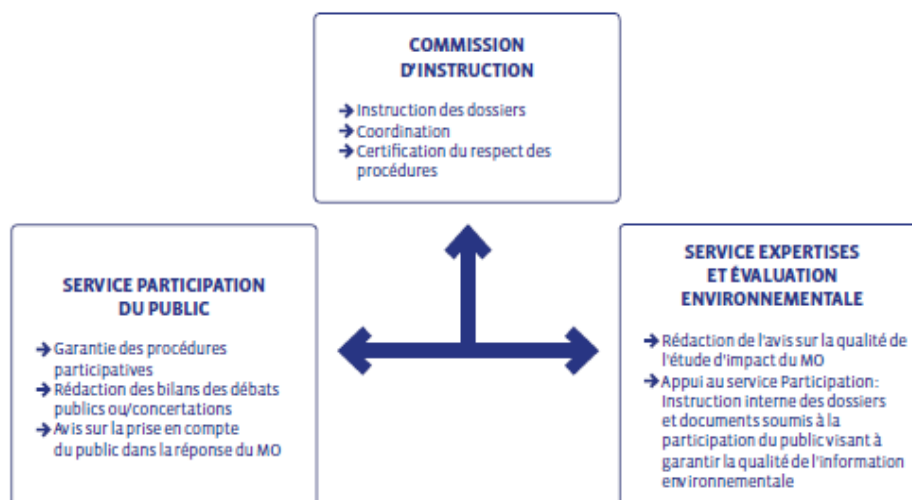 COMMISSION
D'INSTRUCTION
→ Instruction des dossiers
→ Coordination
→ Certification du respect des
procédures
SERVICE PARTICIPATION
DU PUBLIC
→ Garantie des procédures
participatives
→ Rédaction des bilans des débats
publics ou/concertations
→ Avis sur la prise en compte
du public dans la réponse du MO
SERVICE EXPERTISES
ET ÉVALUATION
ENVIRONNEMENTALE
→ Rédaction de l'avis sur la qualité de
l'étude d'impact du MO
→ Appui au service Participation:
Instruction interne des dossiers
et documents soumis à la
participation du public visant à
garantir la qualité de l'information
environnementale